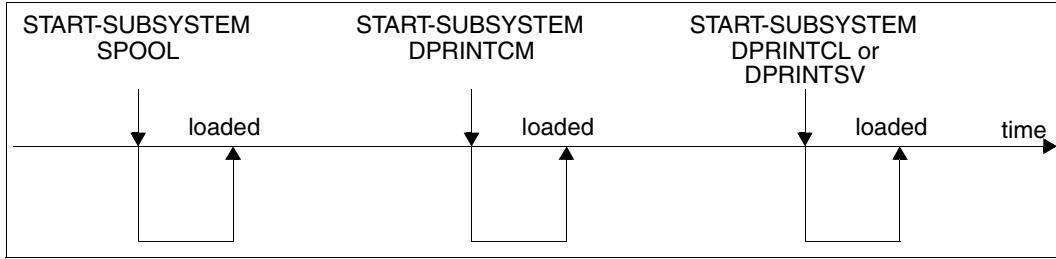 START-SUBSYSTEM
SPOOL
START-SUBSYSTEM
DPRINTCM
START-SUBSYSTEM
DPRINTCL or
DPRINTSV
loaded
loaded
loaded
time